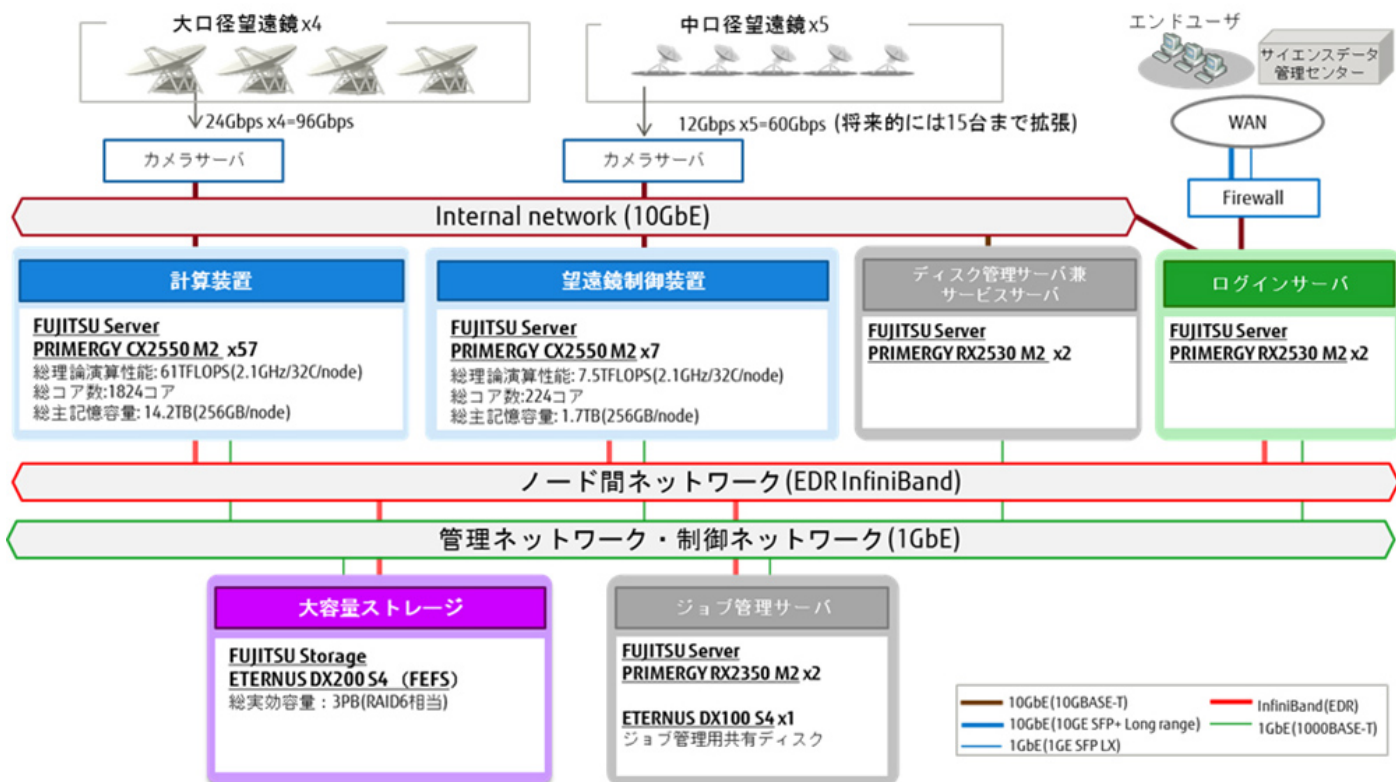 大口径望遠鏡x4
中口径望遠鏡x5
エンドユーザ
サイエンスデータ
管理センター
24Gbps x4=96Gbps
12Gbps x5=60Gbps (将来的には15台まで拡張)
WAN
カメラサーバ
カメラサーバ
Firewall
Internal network (10GbE)
計算装置
FUJITSU Server
PRIMERGY CX2550 M2 x57
総理論演算性能: 61TFLOPS(2.1GHz/32C/node)
総コア数:1824コア
総主記憶容量: 14.2TB(256GB/node)
望遠鏡制御装置
FUJITSU Server
PRIMERGY CX2550 M2 x7
総理論演算性能: 7.5TFLOPS(2.1GHz/32C/node)
総コア数:224コア
総主記憶容量: 1.7TB(256GB/node)
ディスク管理サーバ兼
サービスサーバ
FUJITSU Server
PRIMERGY RX2530 M2 x2
ログインサーバ
FUJITSU Server
PRIMERGY RX2530 M2 x2
ノード間ネットワーク(EDR InfiniBand)
管理ネットワーク・制御ネットワーク(1GbE)
大容量ストレージ
FUJITSU Storage
ETERNUS DX200 S4 （FEFS）
総実効容量：3PB(RAID6相当)
ジョブ管理サーバ
FUJITSU Server
PRIMERGY RX2350 M2 x2
ETERNUS DX100 S4 x1
ジョブ管理用共有ディスク
10GbE(10GBASE-T)
InfiniBand(EDR)
10GbE(10GE SFP+ Long range)
1GbE(1000BASE-T)
1GbE(1GE SFP LX)